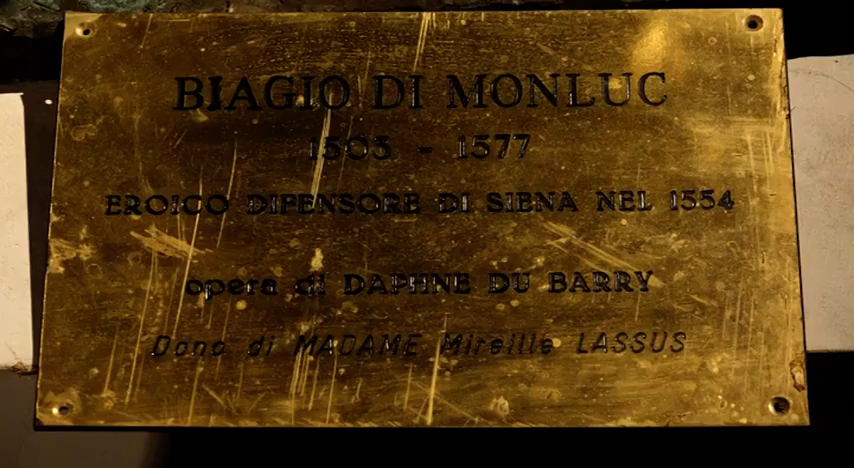 BIAGIO DI MONLUC
1503 - 1577
EROICO DIFENSORE DI SIENA NEL 1554
opera di DAPHNE DU BARRY
Dono di MADAME Mireille LASSUS